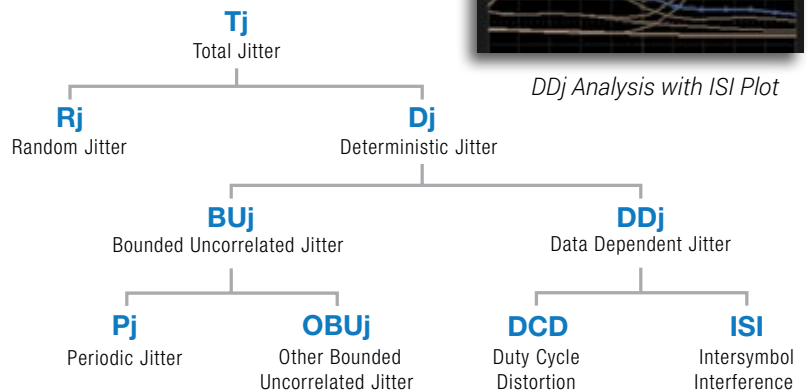 Tj
Total Jitter
DDj Analysis with ISI Plot
Rj
Random Jitter
Dj
Deterministic Jitter
BUj
Bounded Uncorrelated Jitter
DDj
Data Dependent Jitter
Pj
Periodic Jitter
OBUj
Other Bounded
Uncorrelated Jitter
DCD
Duty Cycle
Distortion
ISI
Intersymbol
Interference